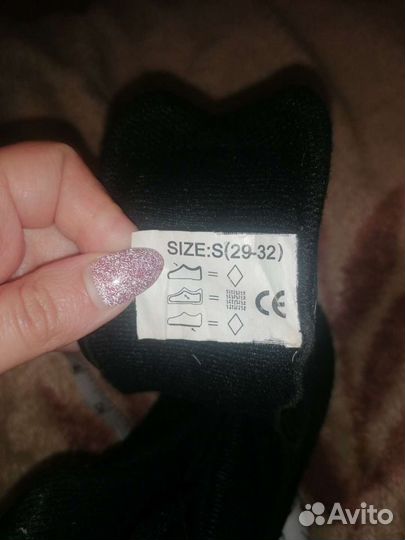 SIZE:S(29-32)
=
=
=
CE
Avito